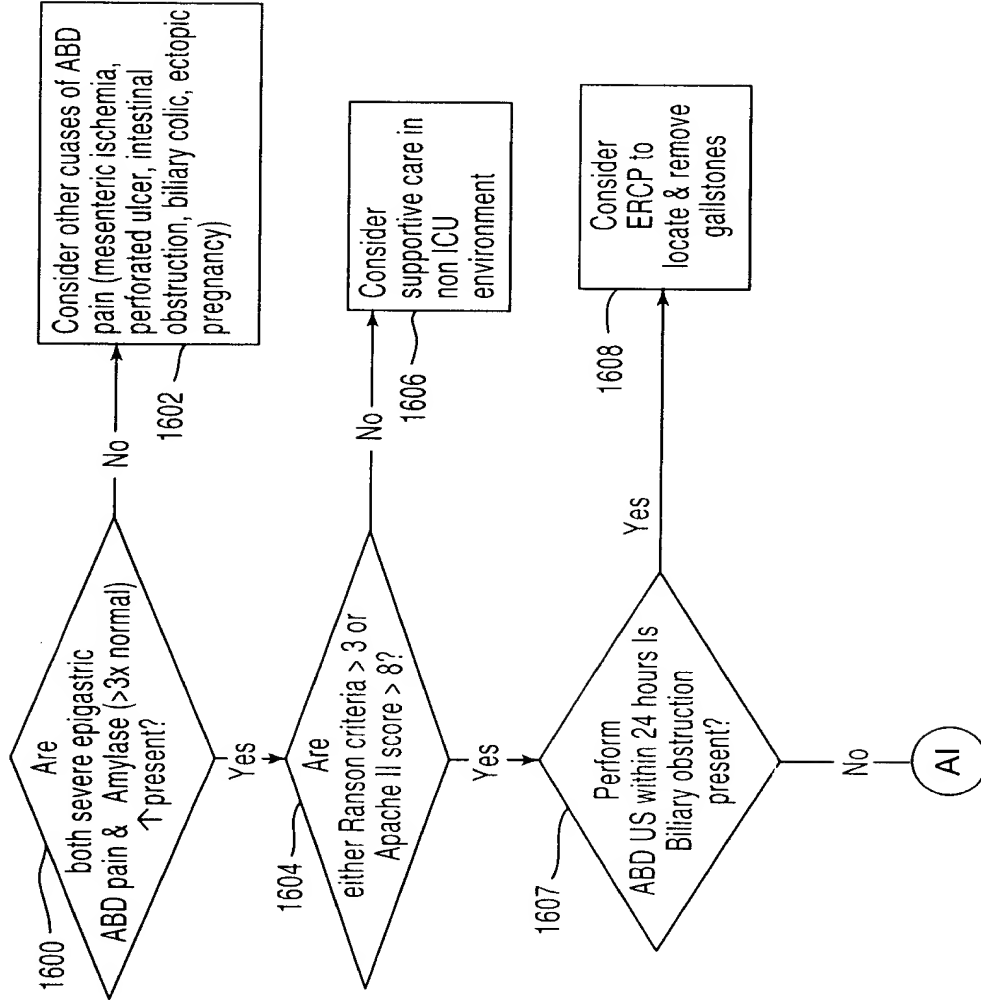 Are
both severe epigastric
ABD pain & Amylase (>3x normal)
↑present?
1600
No
Consider other cuases of ABD
pain (mesenteric ischemia,
perforated ulcer, intestinal
obstruction, biliary colic, ectopic
pregnancy)
1602
Yes
Are
either Ranson criteria > 3 or
Apache II score > 8?
1604
No
Consider
supportive care in
non ICU
environment
1606
Yes
Perform
ABD US within 24 hours Is
Biliary obstruction
present?
1607
Yes
Consider
ERCP to
locate & remove
gallstones
1608
No
AI